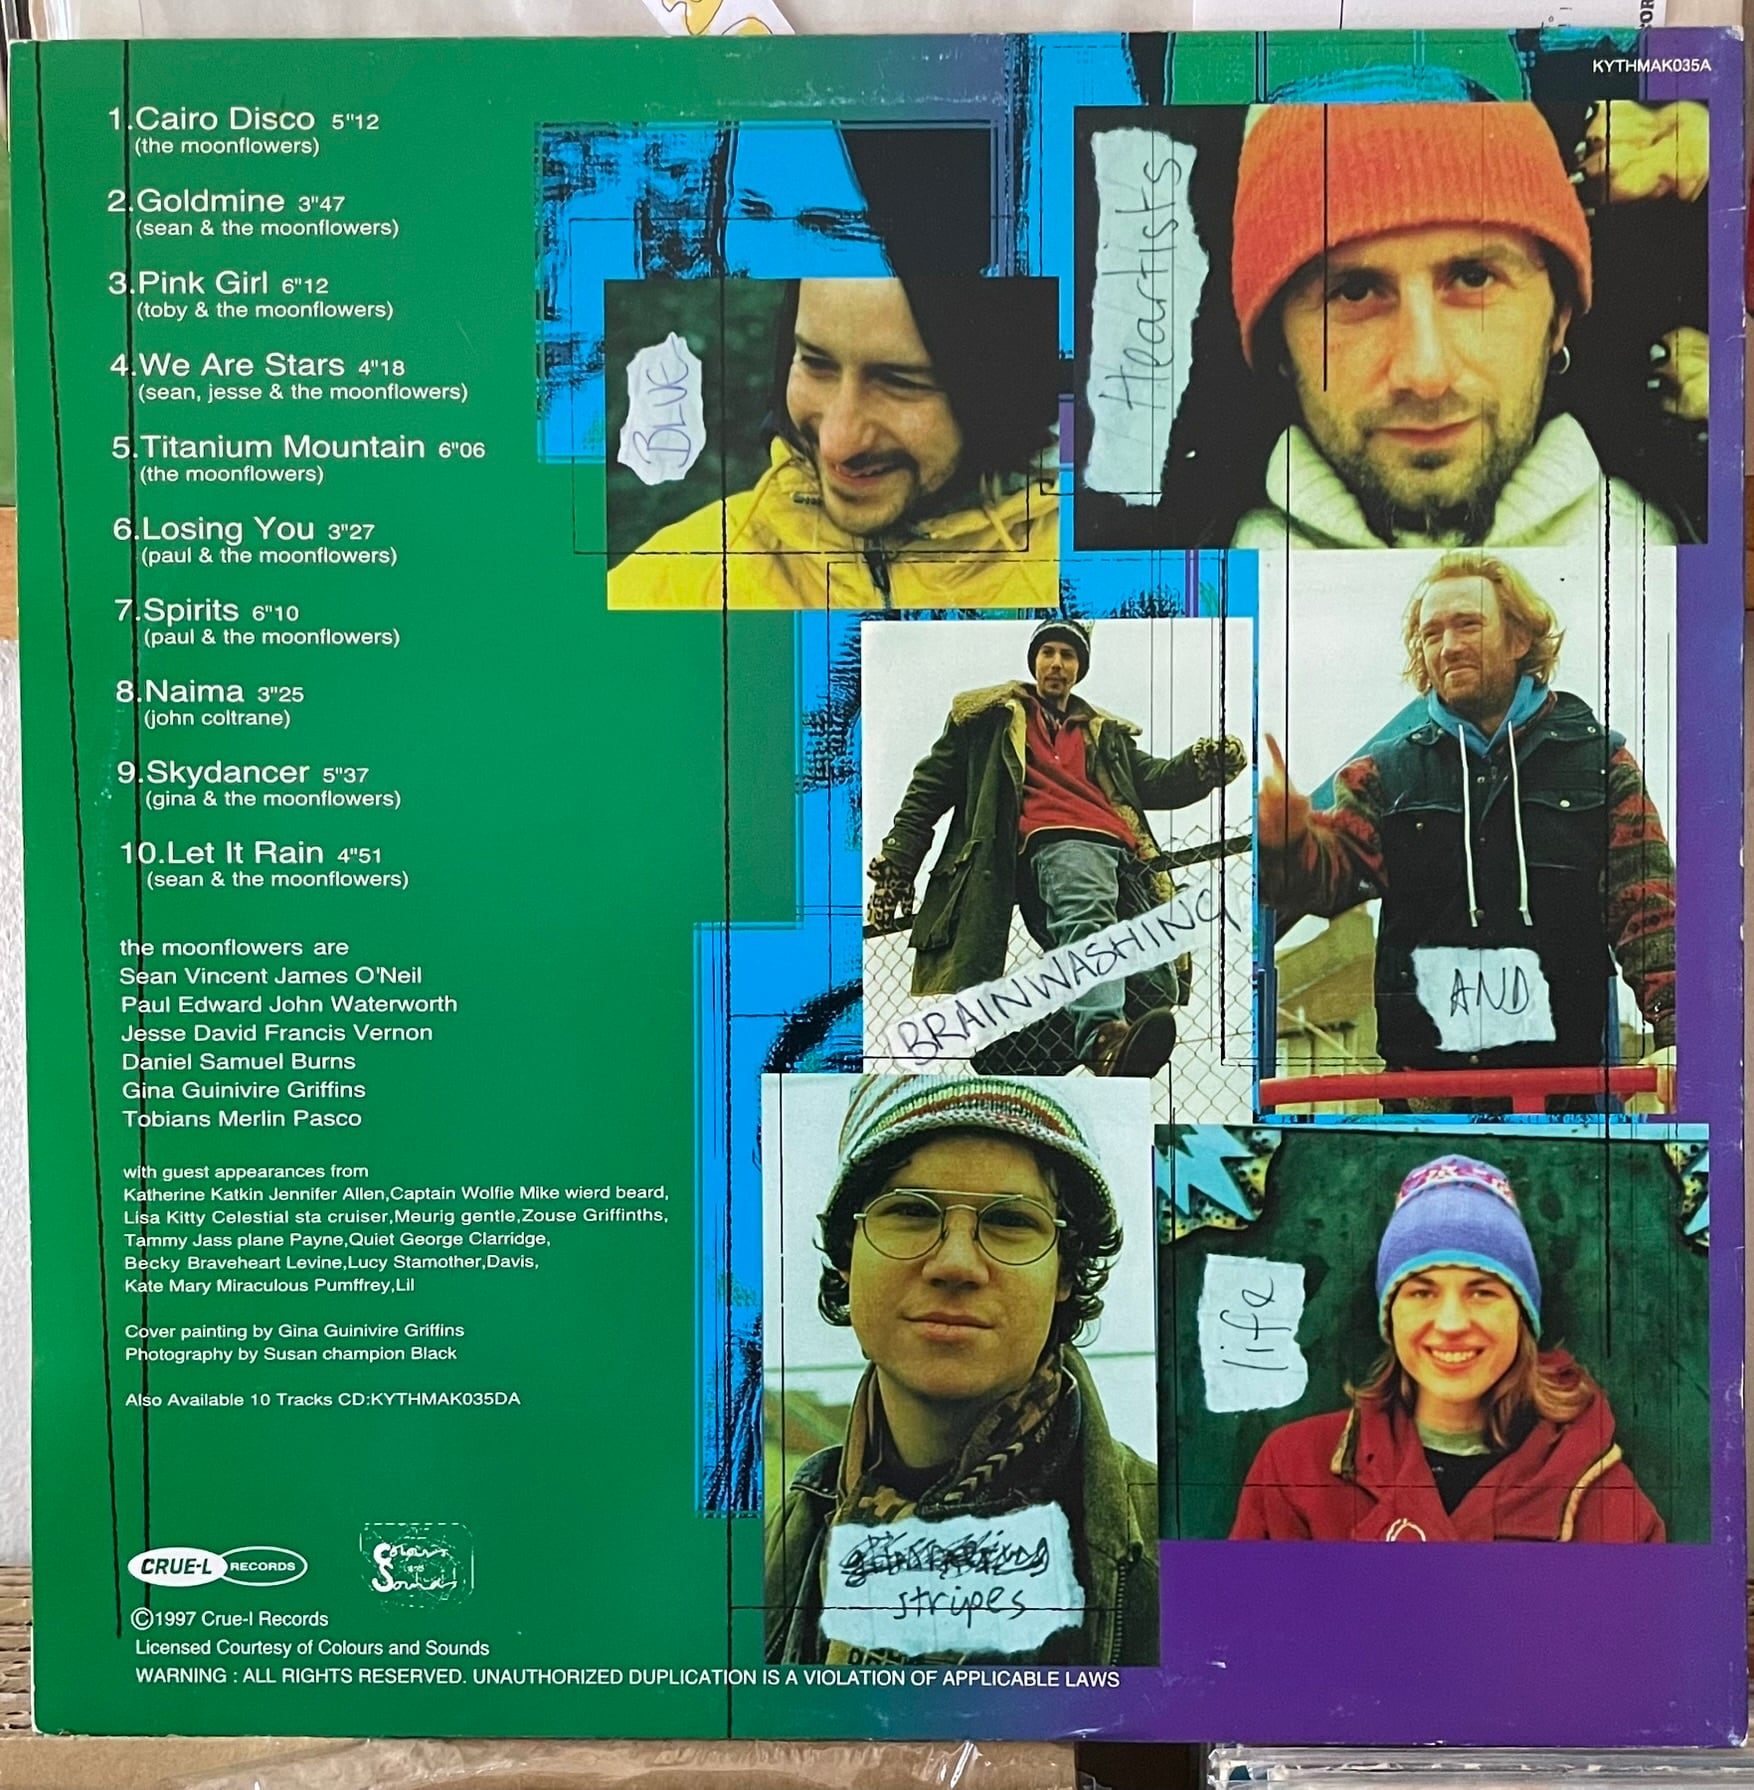 KYTHMAK035A
1.Cairo Disco 5"12
(the moonflowers)
2.Goldmine 3"47
(sean & the moonflowers)
3.Pink Girl 6"12
(toby & the moonflowers)
4.We Are Stars 4"18
(sean, jesse & the moonflowers)
5.Titanium Mountain 6"06
(the moonflowers)
6.Losing You 3"27
(paul & the moonflowers)
7.Spirits 6"10
(paul & the moonflowers)
8.Naima 3"25
(john coltrane)
9.Skydancer 5"37
(gina & the moonflowers)
10.Let It Rain 4"51
(sean & the moonflowers)
the moonflowers are
Sean Vincent James O'Neil
Paul Edward John Waterworth
Jesse David Francis Vernon
Daniel Samuel Burns
Gina Guinivire Griffins
Tobians Merlin Pasco
with guest appearances from
Katherine Katkin Jennifer Allen,Captain Wolfie Mike wierd beard,
Lisa Kitty Celestial sta cruiser,Meurig gentle,Zouse Griffinths,
Tammy Jass plane Payne,Quiet George Clarridge,
Becky Braveheart Levine,Lucy Stamother,Davis,
Kate Mary Miraculous Pumffrey,Lil
Cover painting by Gina Guinivire Griffins
Photography by Susan champion Black
Also Available 10 Tracks CD:KYTHMAK035DA
CRUE-L RECORDS
Colours and Sounds
©1997 Crue-l Records
Licensed Courtesy of Colours and Sounds
WARNING : ALL RIGHTS RESERVED. UNAUTHORIZED DUPLICATION IS A VIOLATION OF APPLICABLE LAWS
BLUE
Heartists
BRAINWASHING
AND
life
stripes